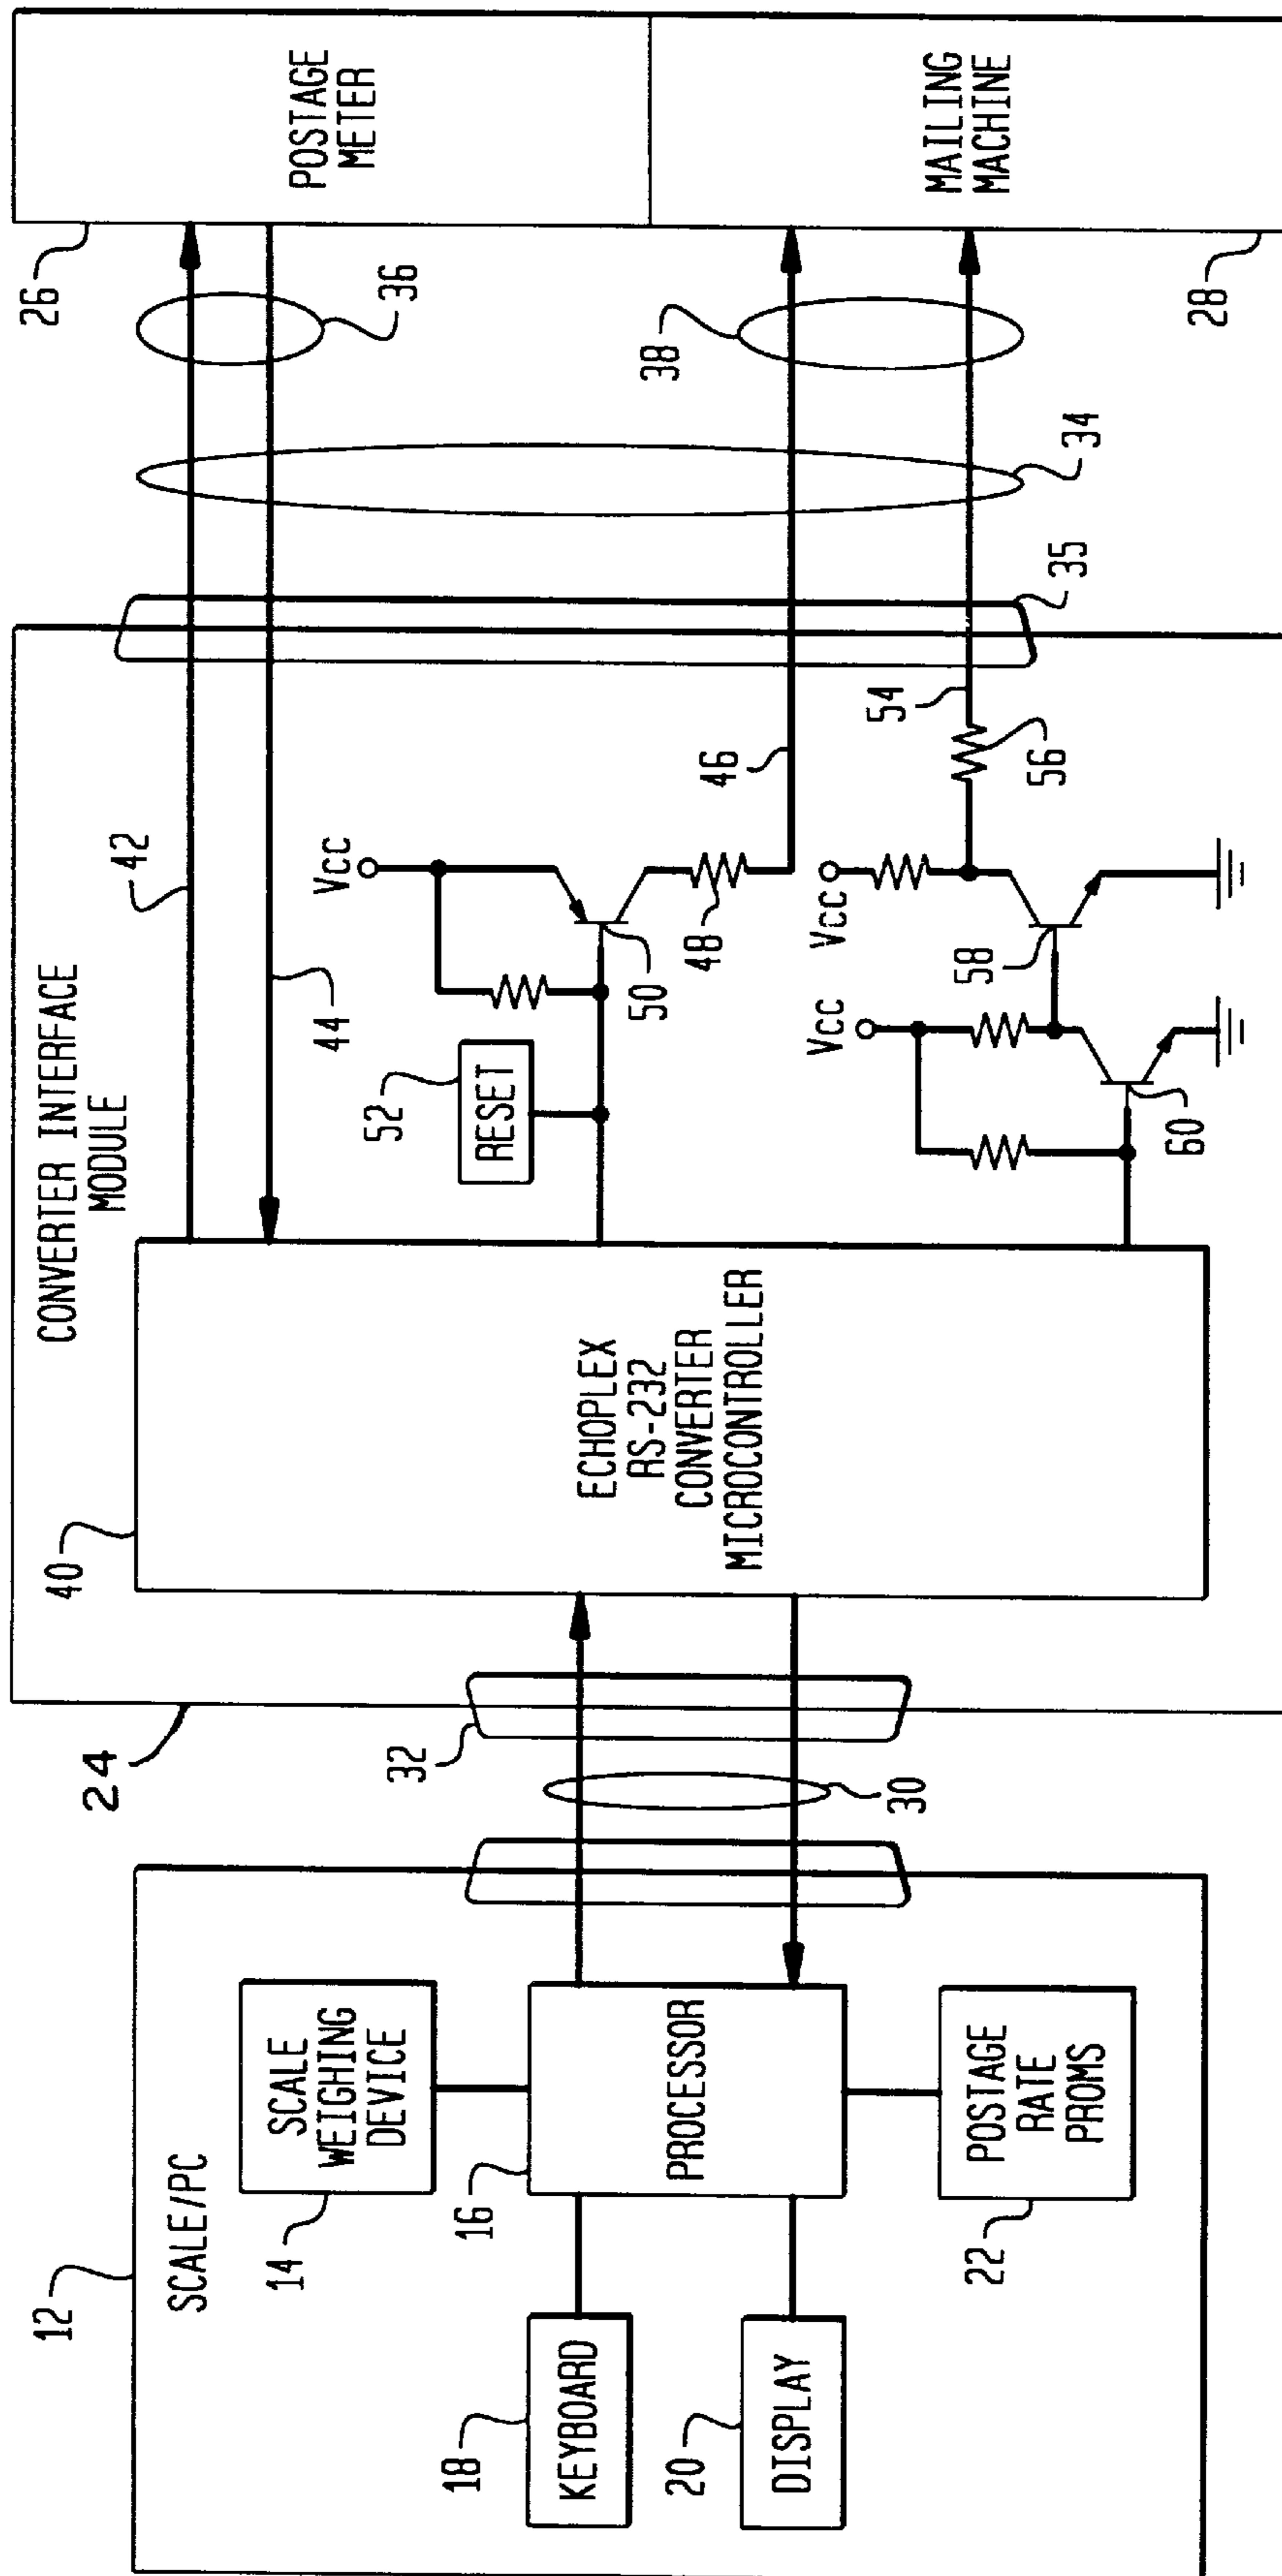 12
SCALE/PC
14
SCALE
WEIGHING
DEVICE
16
PROCESSOR
18
KEYBOARD
20
DISPLAY
22
POSTAGE
RATE
PROMS
30
32
24
CONVERTER INTERFACE
MODULE
40
ECHOPLEX
RS-232
CONVERTER
MICROCONTROLLER
42
44
52
RESET
VCC
50
48
46
VCC
VCC
58
60
54
56
35
34
36
38
26
POSTAGE
METER
28
MAILING
MACHINE